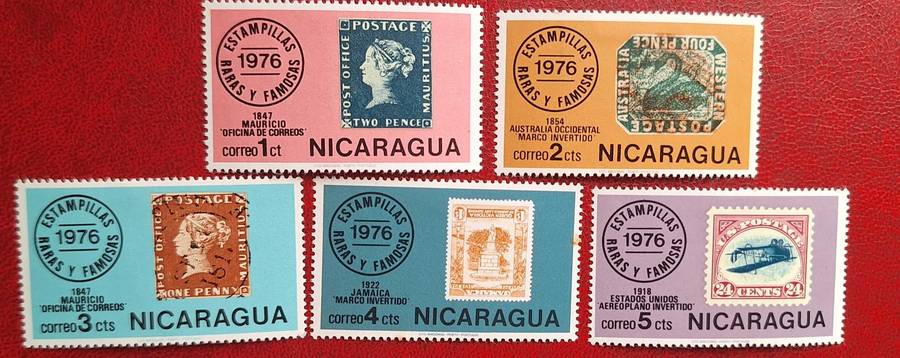 ESTAMPILLAS
1976
RARAS Y FAMOSAS
POSTAGE
POST OFFICE
MAURITIUS
TWO PENCE
1847
MAURICIO
"OFICINA DE CORREOS"
correo 1 ct
NICARAGUA
ESTAMPILLAS
1976
RARAS Y FAMOSAS
FOUR PENCE
AUSTRALIA
WESTERN
POSTAGE
1854
AUSTRALIA OCCIDENTAL
"MARCO INVERTIDO"
correo 2 cts
NICARAGUA
ESTAMPILLAS
1976
RARAS Y FAMOSAS
POST OFFICE
MAURITIUS
ONE PENNY
1847
MAURICIO
"OFICINA DE CORREOS"
correo 3 cts
NICARAGUA
ESTAMPILLAS
1976
RARAS Y FAMOSAS
1922
JAMAICA
"MARCO INVERTIDO"
correo 4 cts
NICARAGUA
ESTAMPILLAS
1976
RARAS Y FAMOSAS
U.S. POSTAGE
24 CENTS 24
1918
ESTADOS UNIDOS
"AEREOPLANO INVERTIDO"
correo 5 cts
NICARAGUA